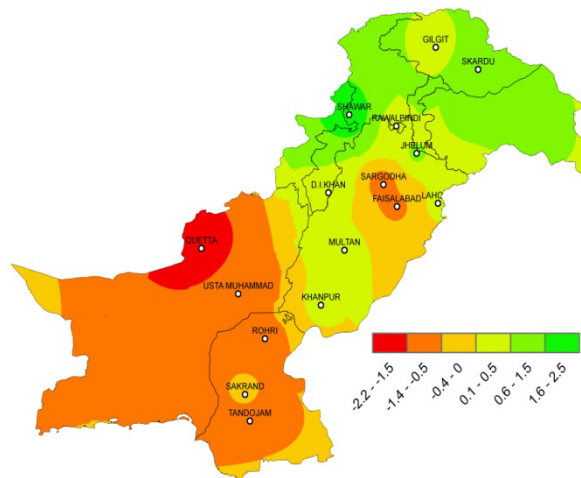 GILGIT
SKARDU
SHAWAR
RAWALPINDI
JHELUM
SARGODHA
D.I.KHAN
LAHO
FAISALABAD
QUETTA
MULTAN
USTA MUHAMMAD
KHANPUR
ROHRI
SAKRAND
TANDOJAM
-2.2 - -1.5
-1.4 - -0.5
-0.4 - 0
0.1 - 0.5
0.6 - 1.5
1.6 - 2.5